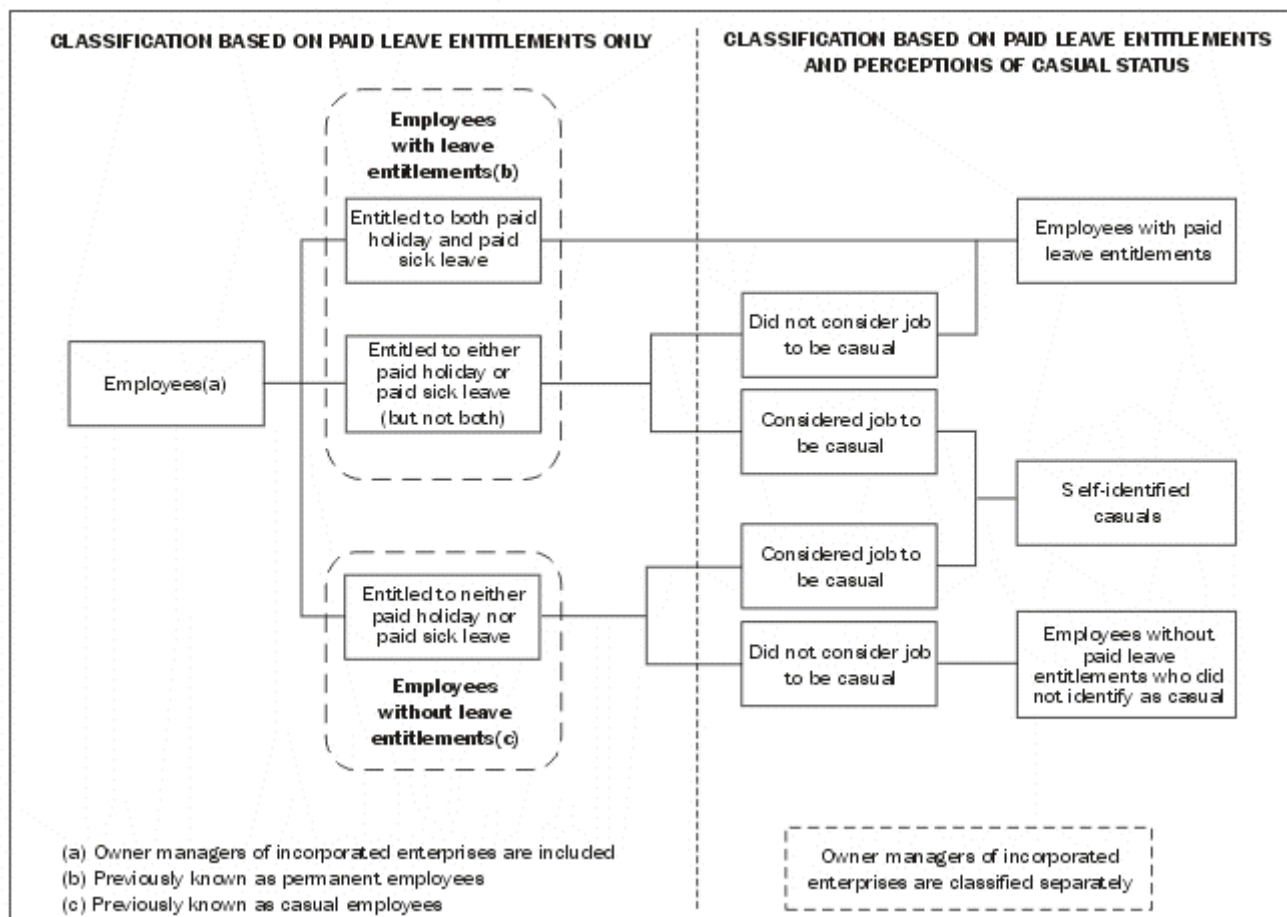 CLASSIFICATION BASED ON PAID LEAVE ENTITLEMENTS ONLY
CLASSIFICATION BASED ON PAID LEAVE ENTITLEMENTS
AND PERCEPTIONS OF CASUAL STATUS
Employees
with leave
entitlements(b)
Entitled to both paid
holiday and paid
sick leave
Employees with paid
leave entitlements
Did not consider job
to be casual
Employees(a)
Entitled to either
paid holiday or
paid sick leave
(but not both)
Considered job to
be casual
Self-identified
casuals
Considered job to
be casual
Entitled to neither
paid holiday nor
paid sick leave
Did not consider job
to be casual
Employees without
paid leave
entitlements who did
not identify as casual
Employees
without leave
entitlements(c)
(a) Owner managers of incorporated enterprises are included
(b) Previously known as permanent employees
(c) Previously known as casual employees
Owner managers of incorporated
enterprises are classified separately